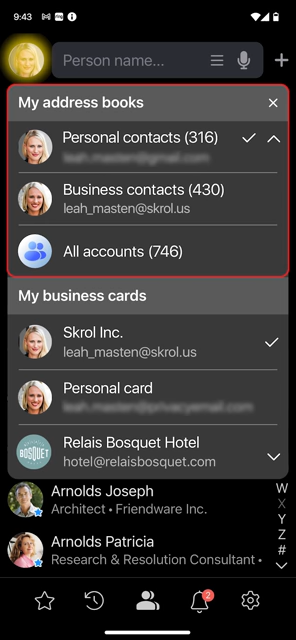 9:43
Person name...
My address books
Personal contacts (316)
Business contacts (430)
leah_masten@skrol.us
All accounts (746)
My business cards
Skrol Inc.
leah_masten@skrol.us
Personal card
BOSQUET
Relais Bosquet Hotel
hotel@relaisbosquet.com
Arnolds Joseph
Architect • Friendware Inc.
Arnolds Patricia
Research & Resolution Consultant •
W
X
Y
Z
#
2